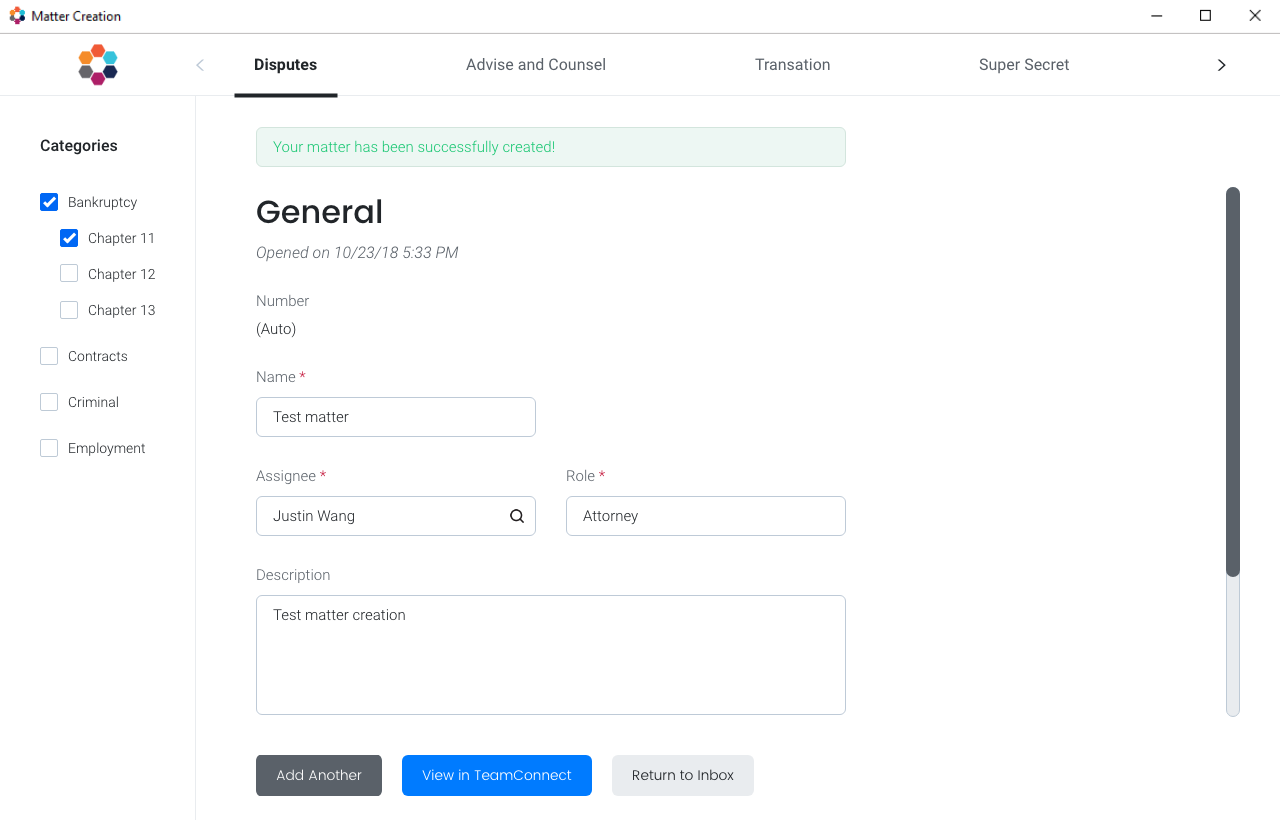 Matter Creation
Disputes
Advise and Counsel
Transation
Super Secret
Categories
Bankruptcy
Chapter 11
Chapter 12
Chapter 13
Contracts
Criminal
Employment
Your matter has been successfully created!
General
Opened on 10/23/18 5:33 PM
Number
(Auto)
Name *
Test matter
Assignee *
Role *
Justin Wang
Attorney
Description
Test matter creation
Add Another
View in TeamConnect
Return to Inbox